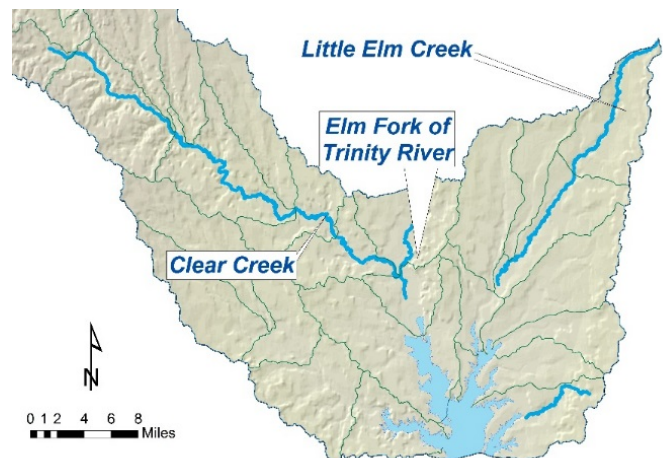 Little Elm Creek
Elm Fork of
Trinity River
Clear Creek
N
0 1 2 4 6 8
Miles